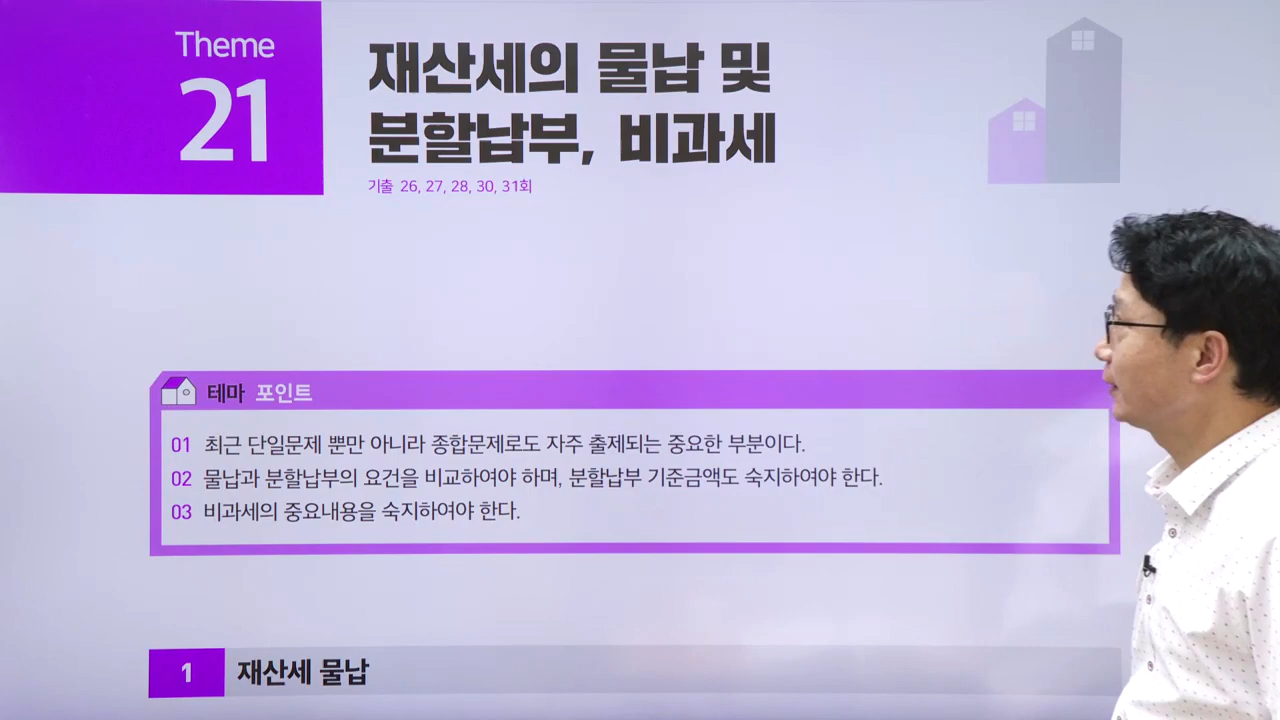 Theme
21
재산세의 물납 및
분할납부, 비과세
기출 26, 27, 28, 30, 31회
테마 포인트
01 최근 단일문제 뿐만 아니라 종합문제로도 자주 출제되는 중요한 부분이다.
02 물납과 분할납부의 요건을 비교하여야 하며, 분할납부 기준금액도 숙지하여야 한다.
03 비과세의 중요내용을 숙지하여야 한다.
1 재산세 물납